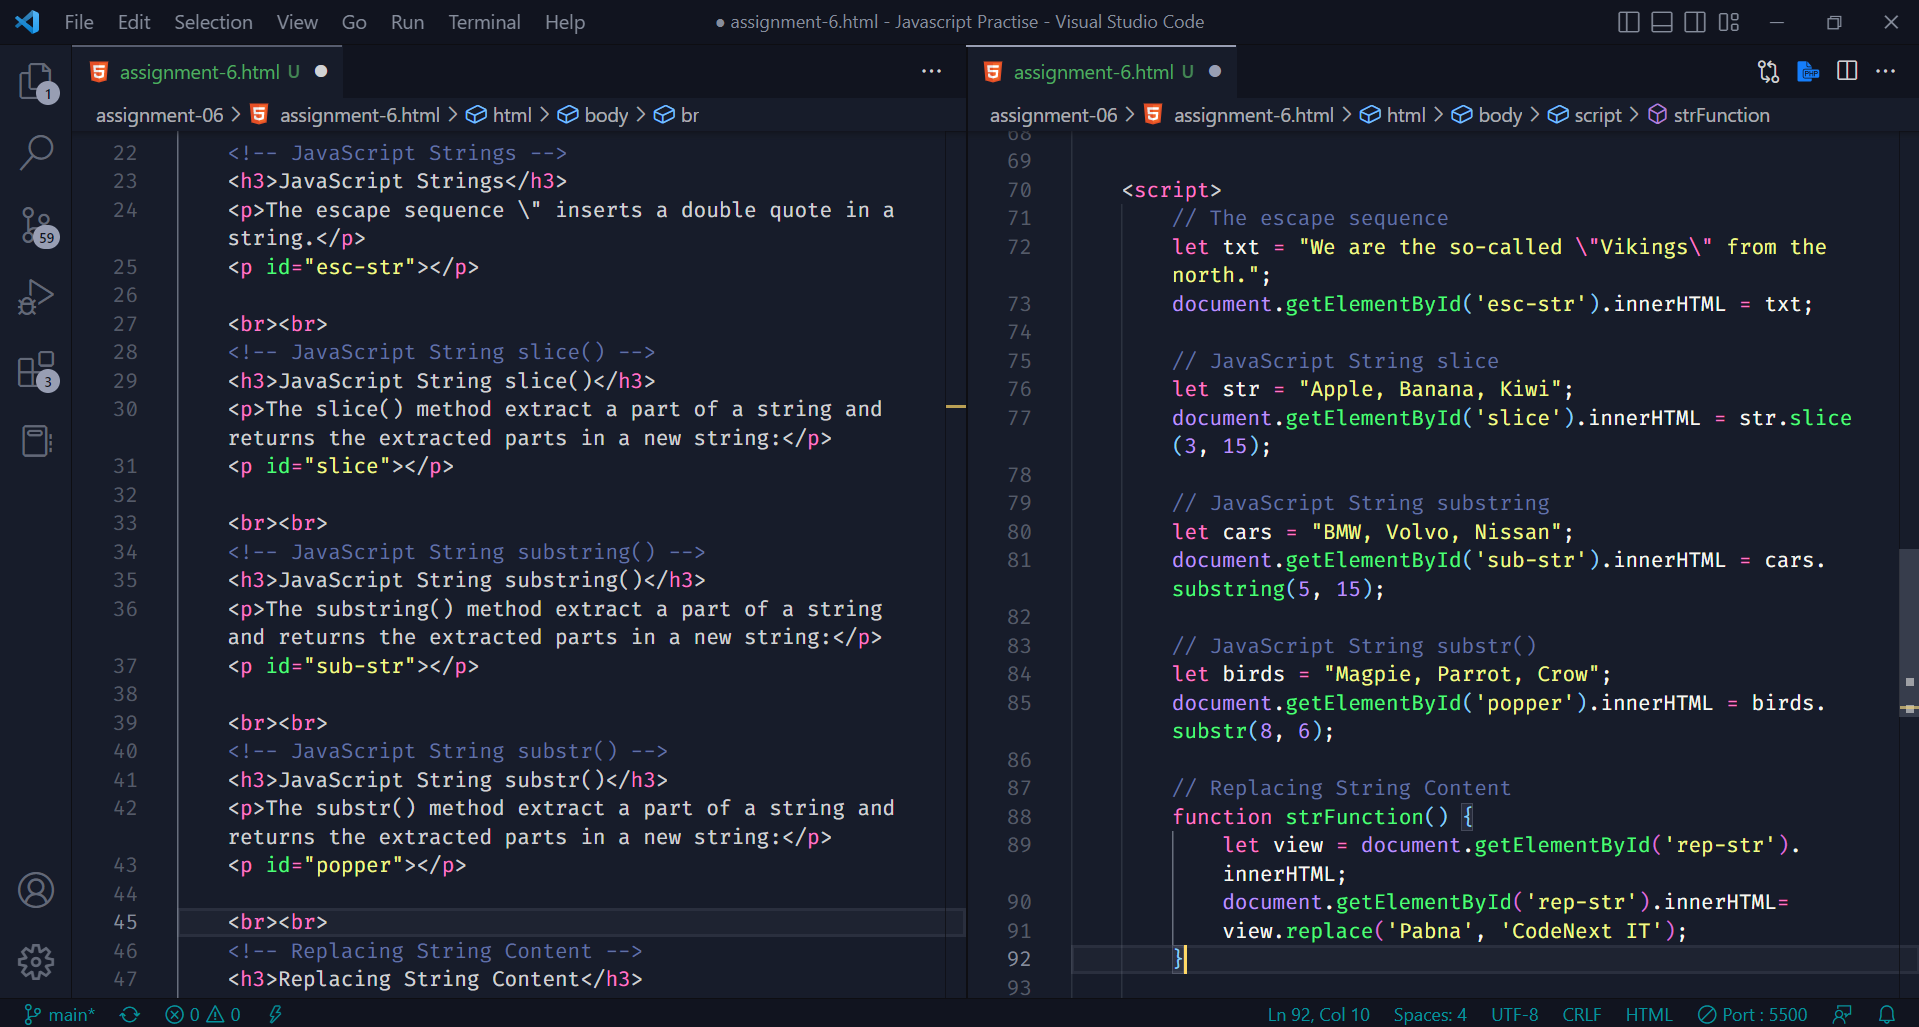 File Edit Selection View Go Run Terminal Help
● assignment-6.html - Javascript Practise - Visual Studio Code
assignment-6.html U
assignment-06 > assignment-6.html > html > body > br
22 <!-- JavaScript Strings -->
23 <h3>JavaScript Strings</h3>
24 <p>The escape sequence \" inserts a double quote in a
string.</p>
25 <p id="esc-str"></p>
26
27 <br><br>
28 <!-- JavaScript String slice() -->
29 <h3>JavaScript String slice()</h3>
30 <p>The slice() method extract a part of a string and
returns the extracted parts in a new string:</p>
31 <p id="slice"></p>
32
33 <br><br>
34 <!-- JavaScript String substring() -->
35 <h3>JavaScript String substring()</h3>
36 <p>The substring() method extract a part of a string
and returns the extracted parts in a new string:</p>
37 <p id="sub-str"></p>
38
39 <br><br>
40 <!-- JavaScript String substr() -->
41 <h3>JavaScript String substr()</h3>
42 <p>The substr() method extract a part of a string and
returns the extracted parts in a new string:</p>
43 <p id="popper"></p>
44
45 <br><br>
46 <!-- Replacing String Content -->
47 <h3>Replacing String Content</h3>
assignment-6.html U
assignment-06 > assignment-6.html > html > body > script > strFunction
68
69
70 <script>
71 // The escape sequence
72 let txt = "We are the so-called \"Vikings\" from the
north.";
73 document.getElementById('esc-str').innerHTML = txt;
74
75 // JavaScript String slice
76 let str = "Apple, Banana, Kiwi";
77 document.getElementById('slice').innerHTML = str.slice
(3, 15);
78
79 // JavaScript String substring
80 let cars = "BMW, Volvo, Nissan";
81 document.getElementById('sub-str').innerHTML = cars.
substring(5, 15);
82
83 // JavaScript String substr()
84 let birds = "Magpie, Parrot, Crow";
85 document.getElementById('popper').innerHTML = birds.
substr(8, 6);
86
87 // Replacing String Content
88 function strFunction() {
89 let view = document.getElementById('rep-str').
innerHTML;
90 document.getElementById('rep-str').innerHTML=
91 view.replace('Pabna', 'CodeNext IT');
92 }
93
1
59
3
main* 0 0
Ln 92, Col 10 Spaces: 4 UTF-8 CRLF HTML Port : 5500